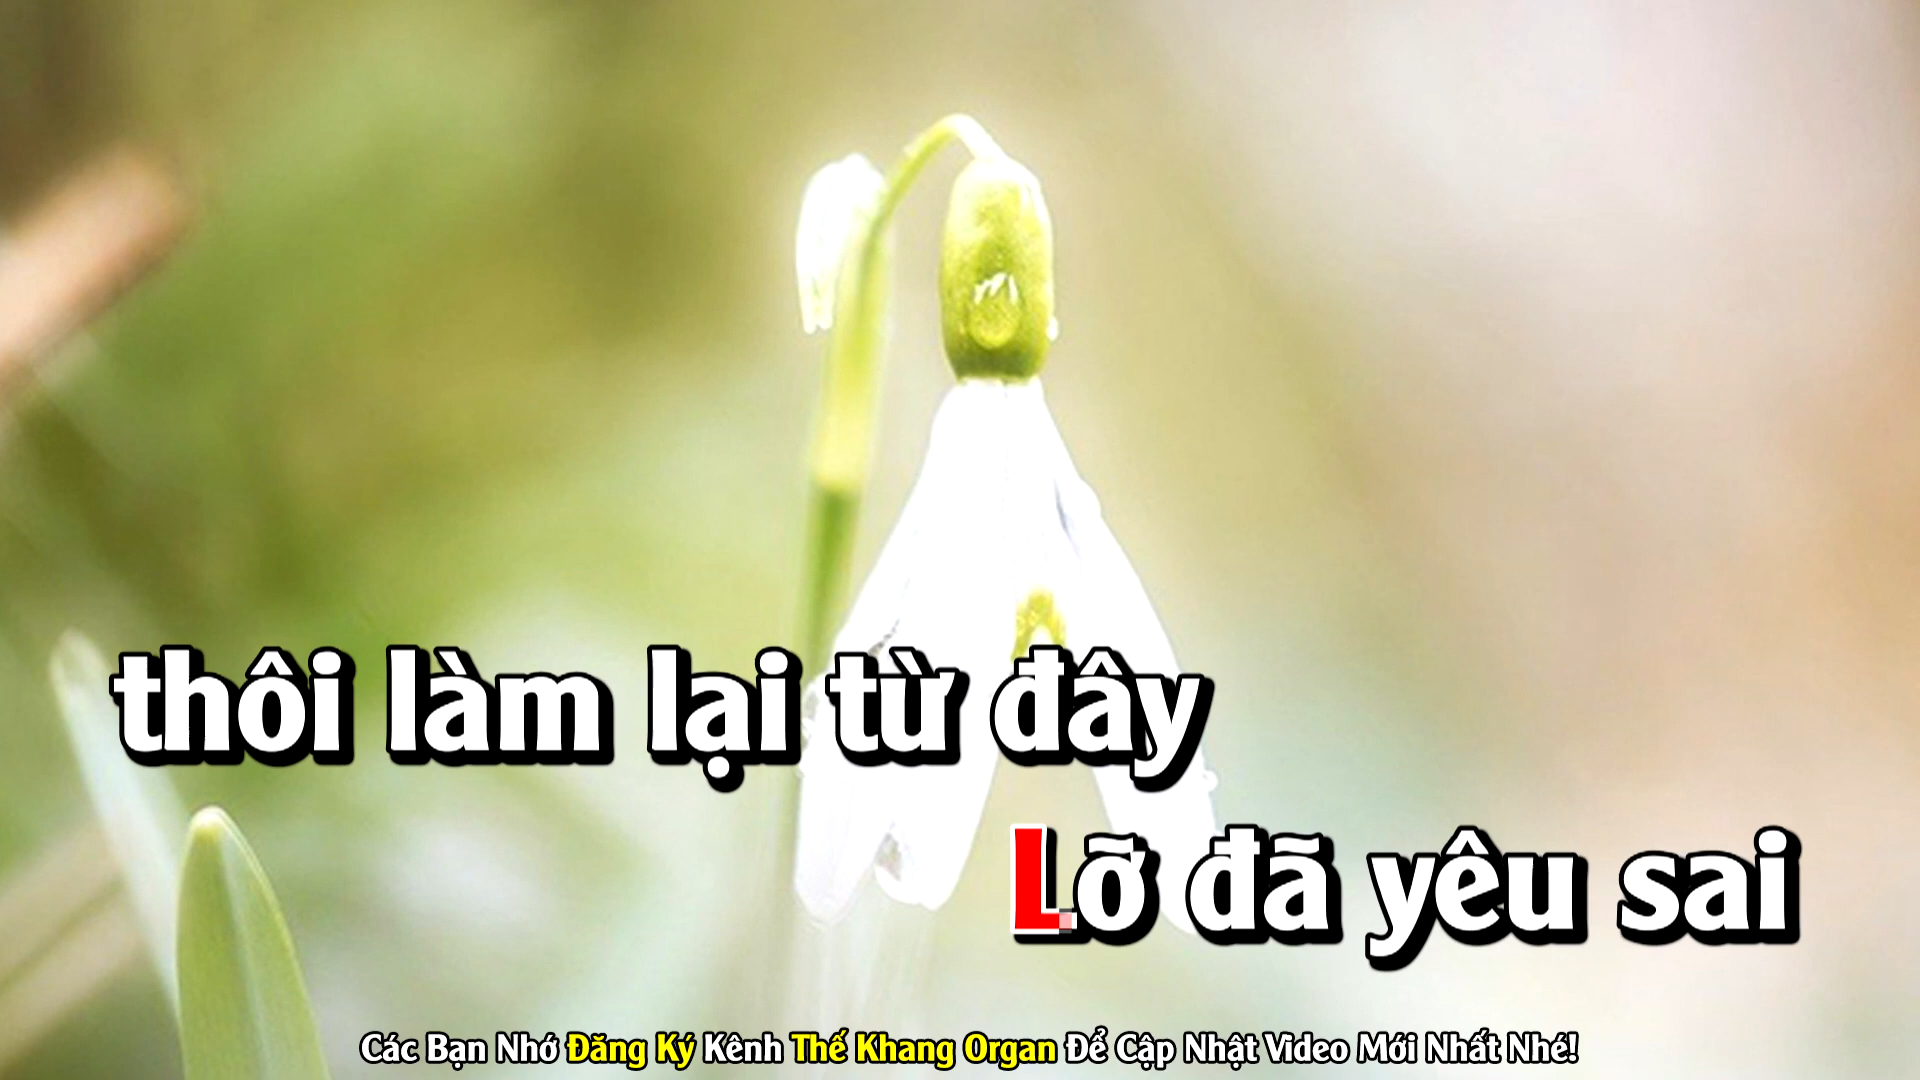 thôi làm lại từ đây
Lỡ đã yêu sai
Các Bạn Nhớ Đăng Ký Kênh Thế Khang Organ Để Cập Nhật Video Mới Nhất Nhé!